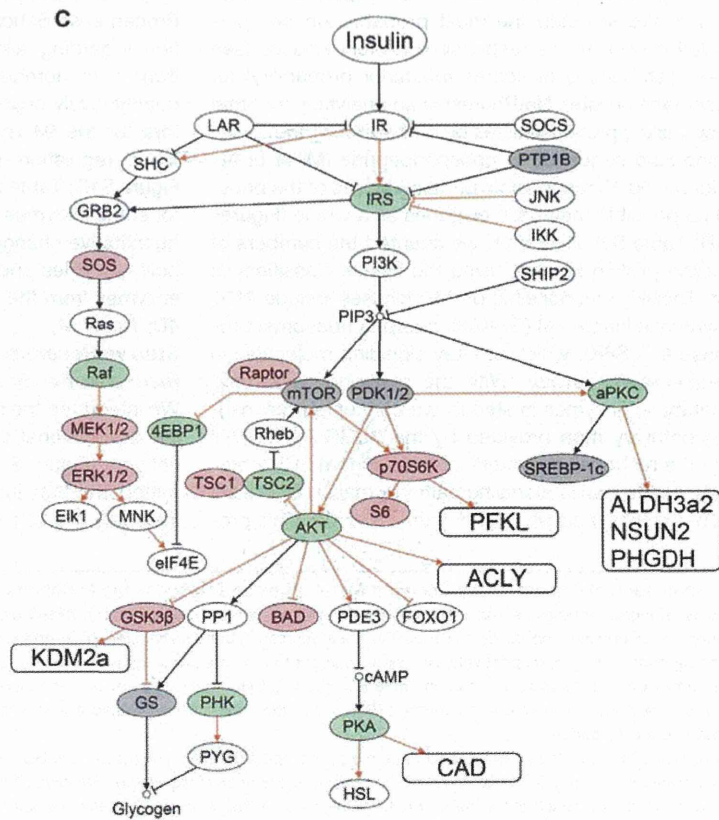 C
Insulin
LAR
IR
SOCS
SHC
PTP1B
IRS
JNK
GRB2
IKK
SOS
PI3K
SHIP2
Ras
PIP3
Raf
Raptor
mTOR
PDK1/2
aPKC
MEK1/2
4EBP1
Rheb
p70S6K
SREBP-1c
ERK1/2
TSC1
TSC2
S6
Elk1
MNK
AKT
PFKL
ALDH3a2
NSUN2
PHGDH
eIF4E
ACLY
GSK3β
PP1
BAD
PDE3
FOXO1
KDM2a
cAMP
GS
PHK
PKA
PYG
CAD
HSL
Glycogen